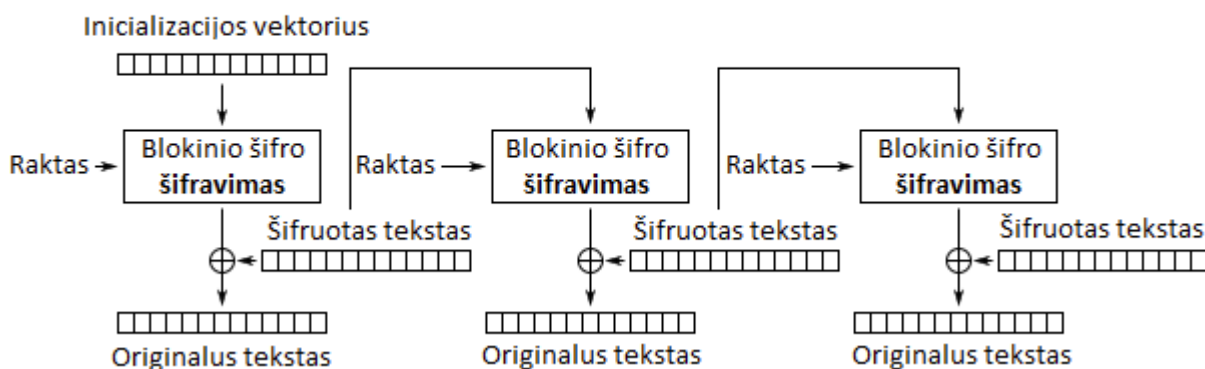 Inicializacijos vektorius
Raktas
Blokinio šifro
šifravimas
Raktas
Blokinio šifro
šifravimas
Raktas
Blokinio šifro
šifravimas
Šifruotas tekstas
Šifruotas tekstas
Šifruotas tekstas
Originalus tekstas
Originalus tekstas
Originalus tekstas